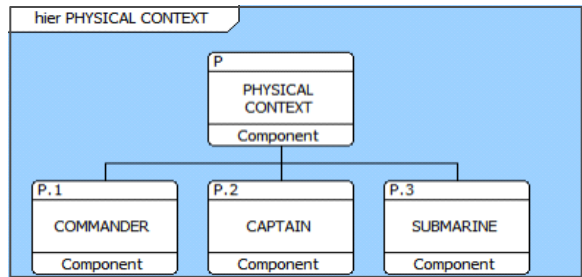 hier PHYSICAL CONTEXT
P
PHYSICAL
CONTEXT
Component
P.1
COMMANDER
Component
P.2
CAPTAIN
Component
P.3
SUBMARINE
Component